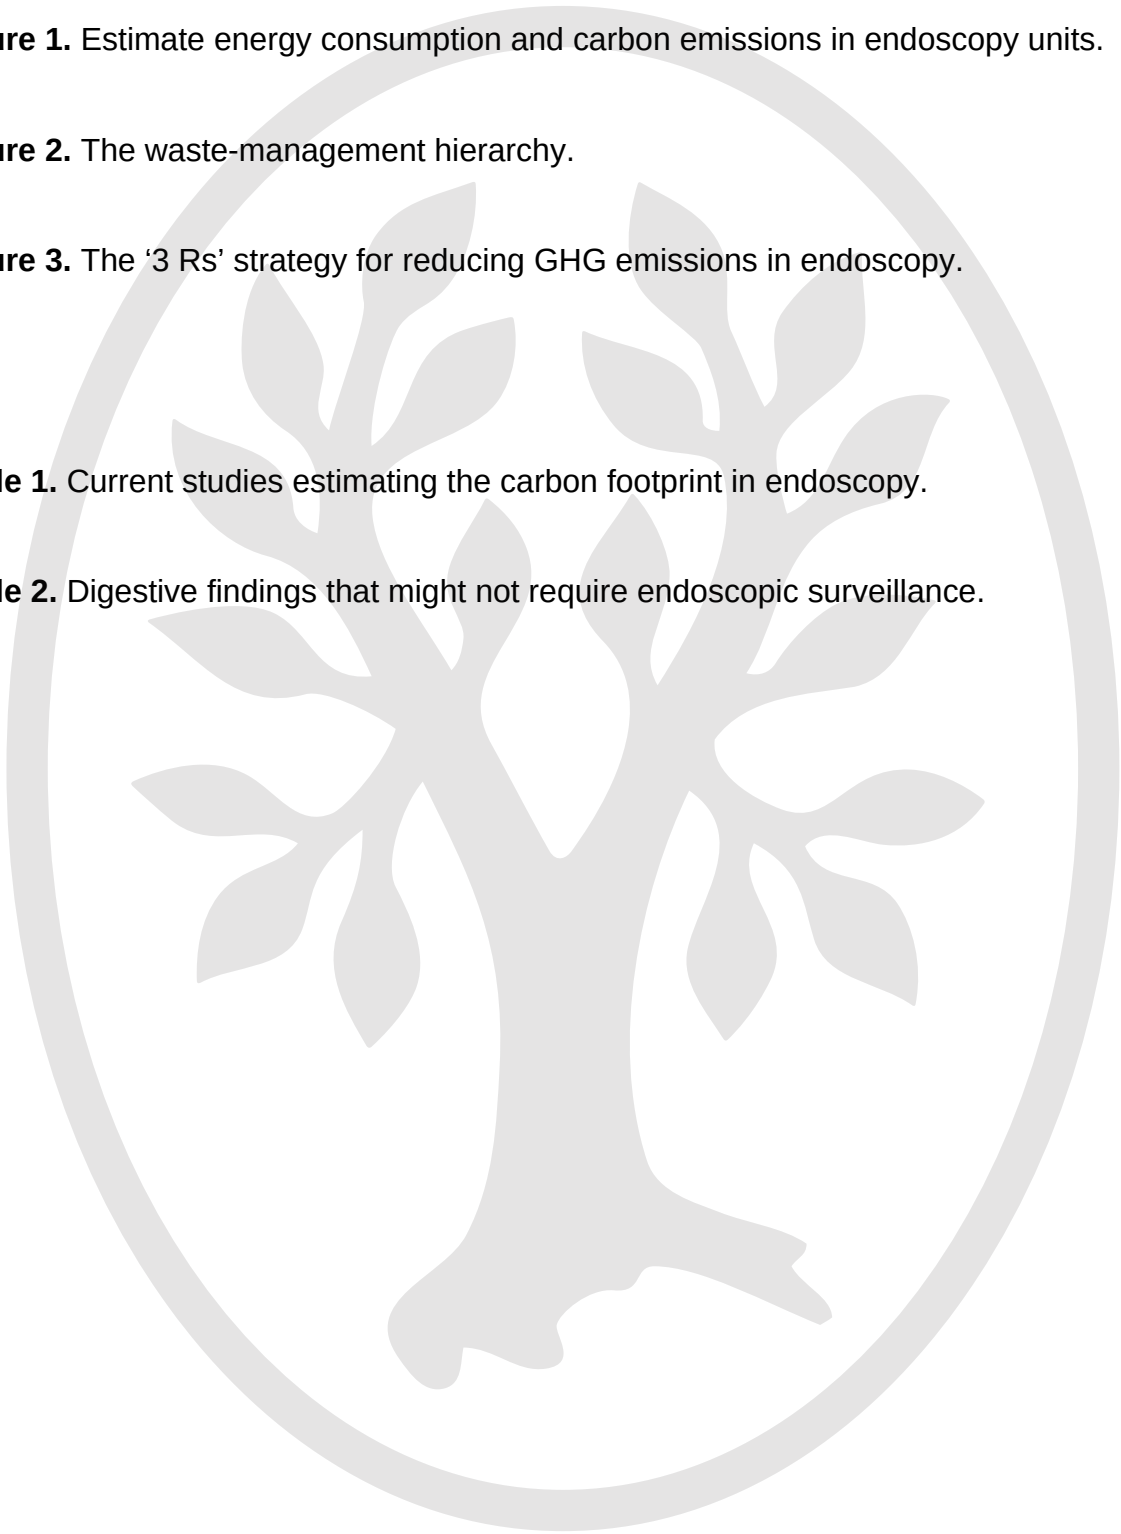 ure 1. Estimate energy consumption and carbon emissions in endoscopy units.
ure 2. The waste-management hierarchy.
ure 3. The ‘3 Rs’ strategy for reducing GHG emissions in endoscopy.
le 1. Current studies estimating the carbon footprint in endoscopy.
le 2. Digestive findings that might not require endoscopic surveillance.